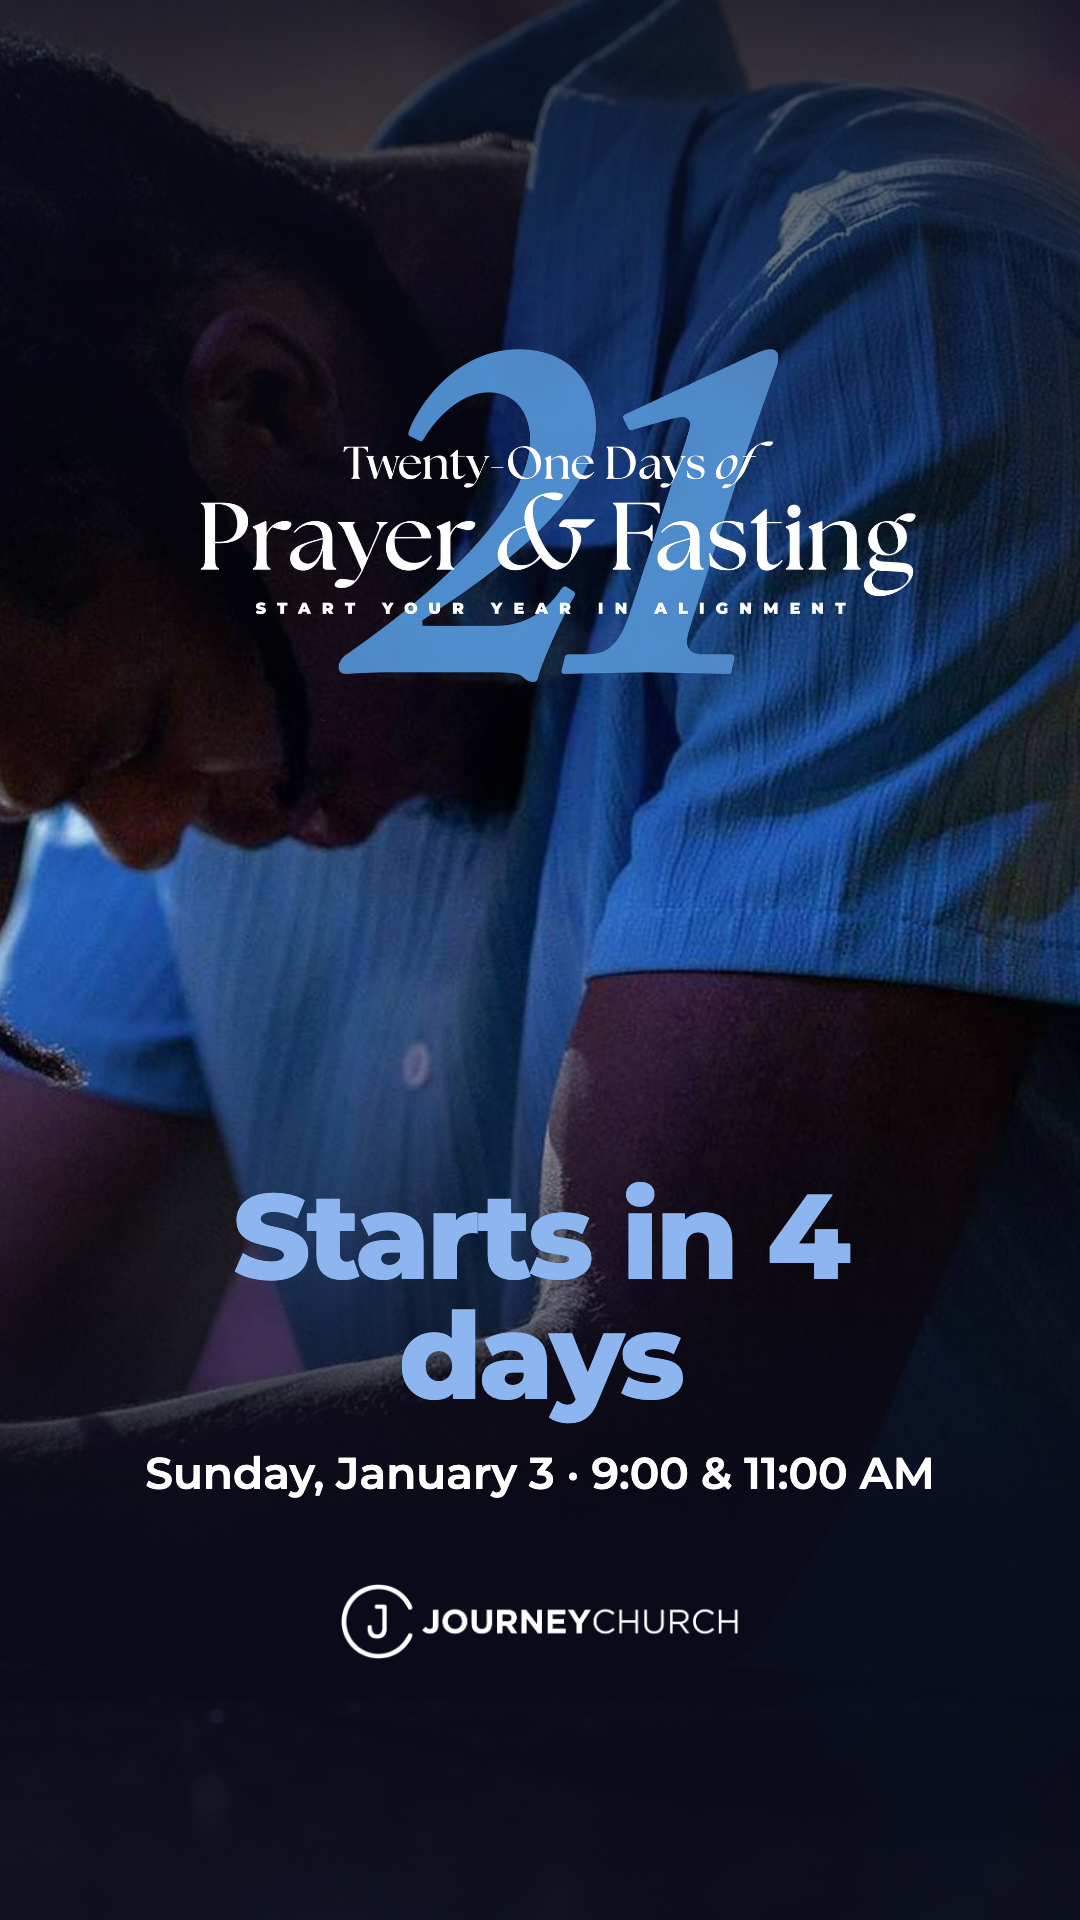 21
Twenty-One Days of
Prayer & Fasting
START YOUR YEAR IN ALIGNMENT
Starts in 4
days
Sunday, January 3 • 9:00 & 11:00 AM
J JOURNEYCHURCH